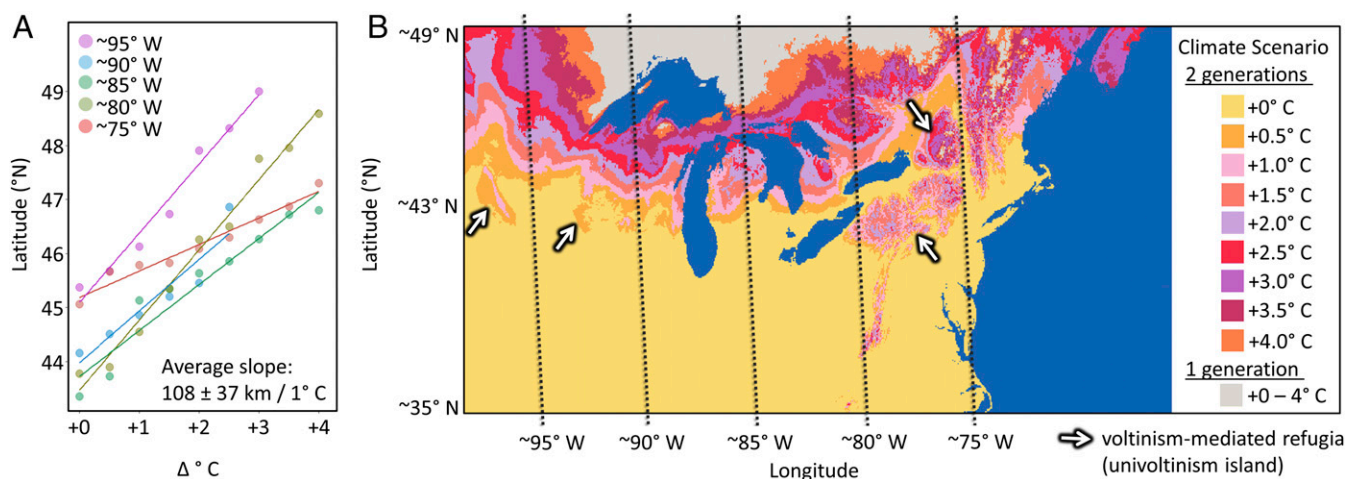 A
~95° W
~90° W
~85° W
~80° W
~75° W
49
48
47
46
45
44
Latitude (°N)
Average slope:
108 ± 37 km / 1° C
+0
+1
+2
+3
+4
Δ ° C
B
~49° N
~43° N
~35° N
Latitude (°N)
~95° W
~90° W
~85° W
~80° W
~75° W
Longitude
Climate Scenario
2 generations
+0° C
+0.5° C
+1.0° C
+1.5° C
+2.0° C
+2.5° C
+3.0° C
+3.5° C
+4.0° C
1 generation
+0 – 4° C
voltinism-mediated refugia
(univoltinism island)